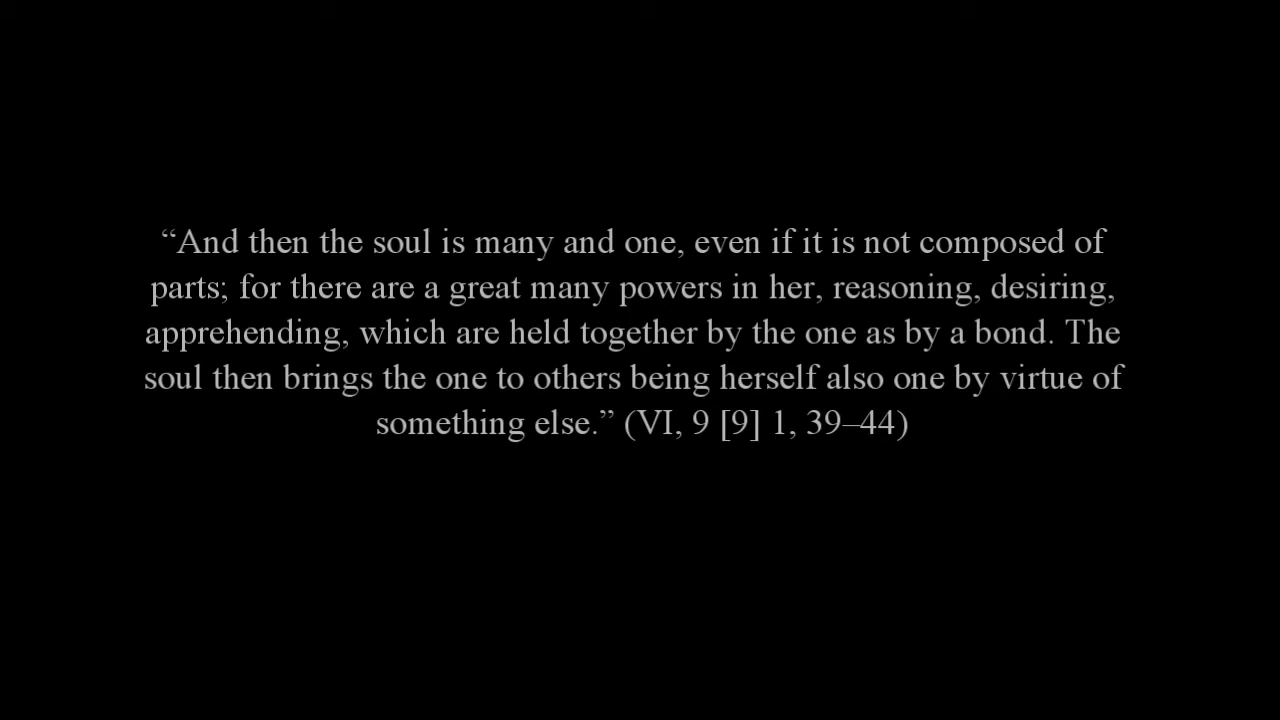 “And then the soul is many and one, even if it is not composed of
parts; for there are a great many powers in her, reasoning, desiring,
apprehending, which are held together by the one as by a bond. The
soul then brings the one to others being herself also one by virtue of
something else.” (VI, 9 [9] 1, 39–44)